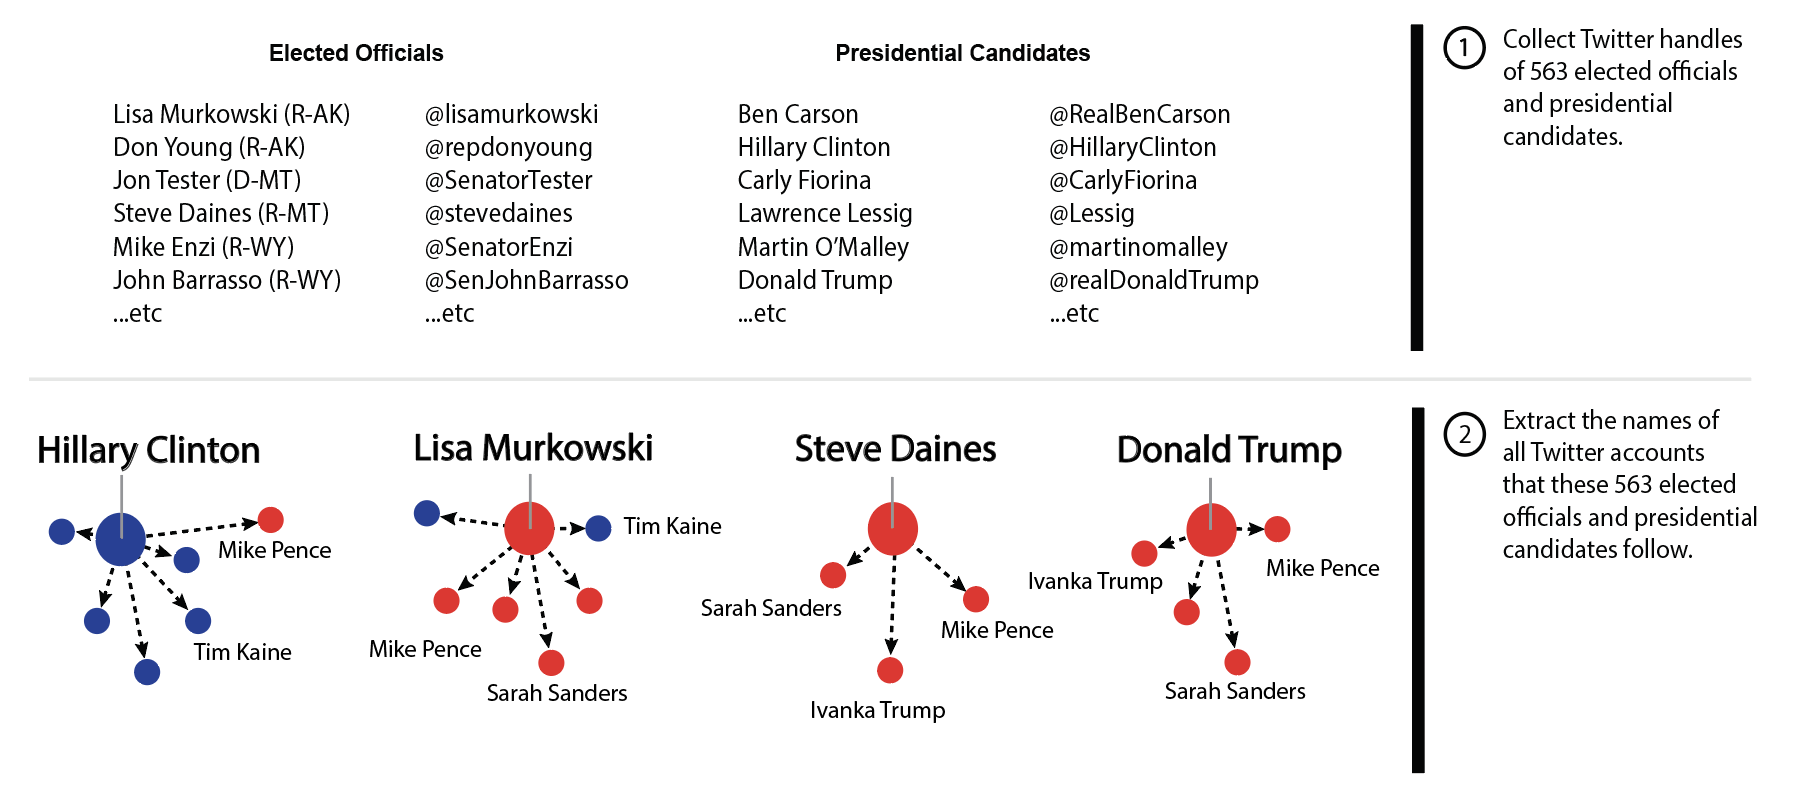 Elected Officials
Presidential Candidates
Lisa Murkowski (R-AK) @lisamurkowski
Don Young (R-AK) @repdonyoung
Jon Tester (D-MT) @SenatorTester
Steve Daines (R-MT) @stevedaines
Mike Enzi (R-WY) @SenatorEnzi
John Barrasso (R-WY) @SenJohnBarrasso
...etc ...etc
Ben Carson @RealBenCarson
Hillary Clinton @HillaryClinton
Carly Fiorina @CarlyFiorina
Lawrence Lessig @Lessig
Martin O’Malley @martinomalley
Donald Trump @realDonaldTrump
...etc ...etc
1
Collect Twitter handles
of 563 elected officials
and presidential
candidates.
Hillary Clinton
Mike Pence
Tim Kaine
Lisa Murkowski
Tim Kaine
Mike Pence
Sarah Sanders
Steve Daines
Sarah Sanders
Mike Pence
Ivanka Trump
Donald Trump
Ivanka Trump
Mike Pence
Sarah Sanders
2
Extract the names of
all Twitter accounts
that these 563 elected
officials and presidential
candidates follow.